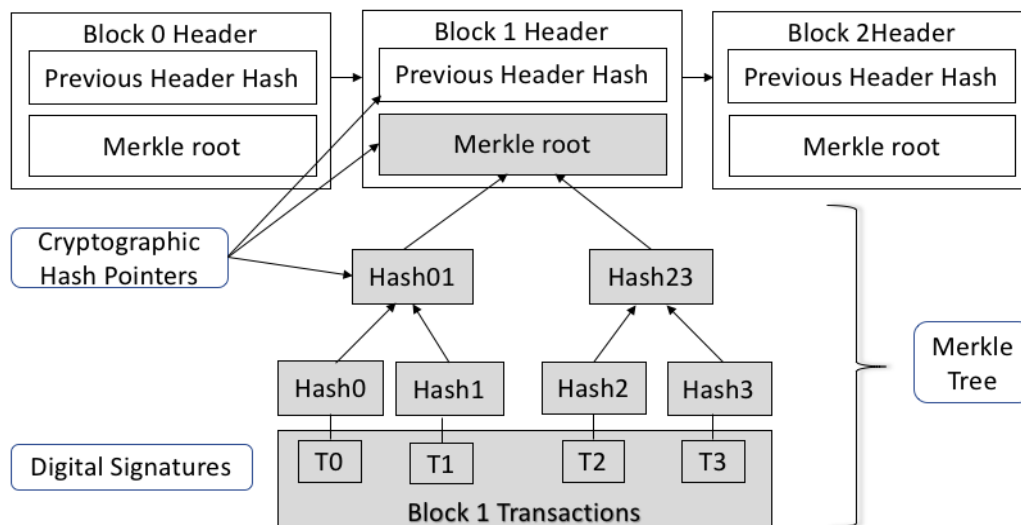 Block 0 Header
Previous Header Hash
Merkle root
Block 1 Header
Previous Header Hash
Merkle root
Block 2Header
Previous Header Hash
Merkle root
Cryptographic
Hash Pointers
Hash01
Hash23
Hash0
Hash1
Hash2
Hash3
Merkle
Tree
Digital Signatures
T0
T1
T2
T3
Block 1 Transactions